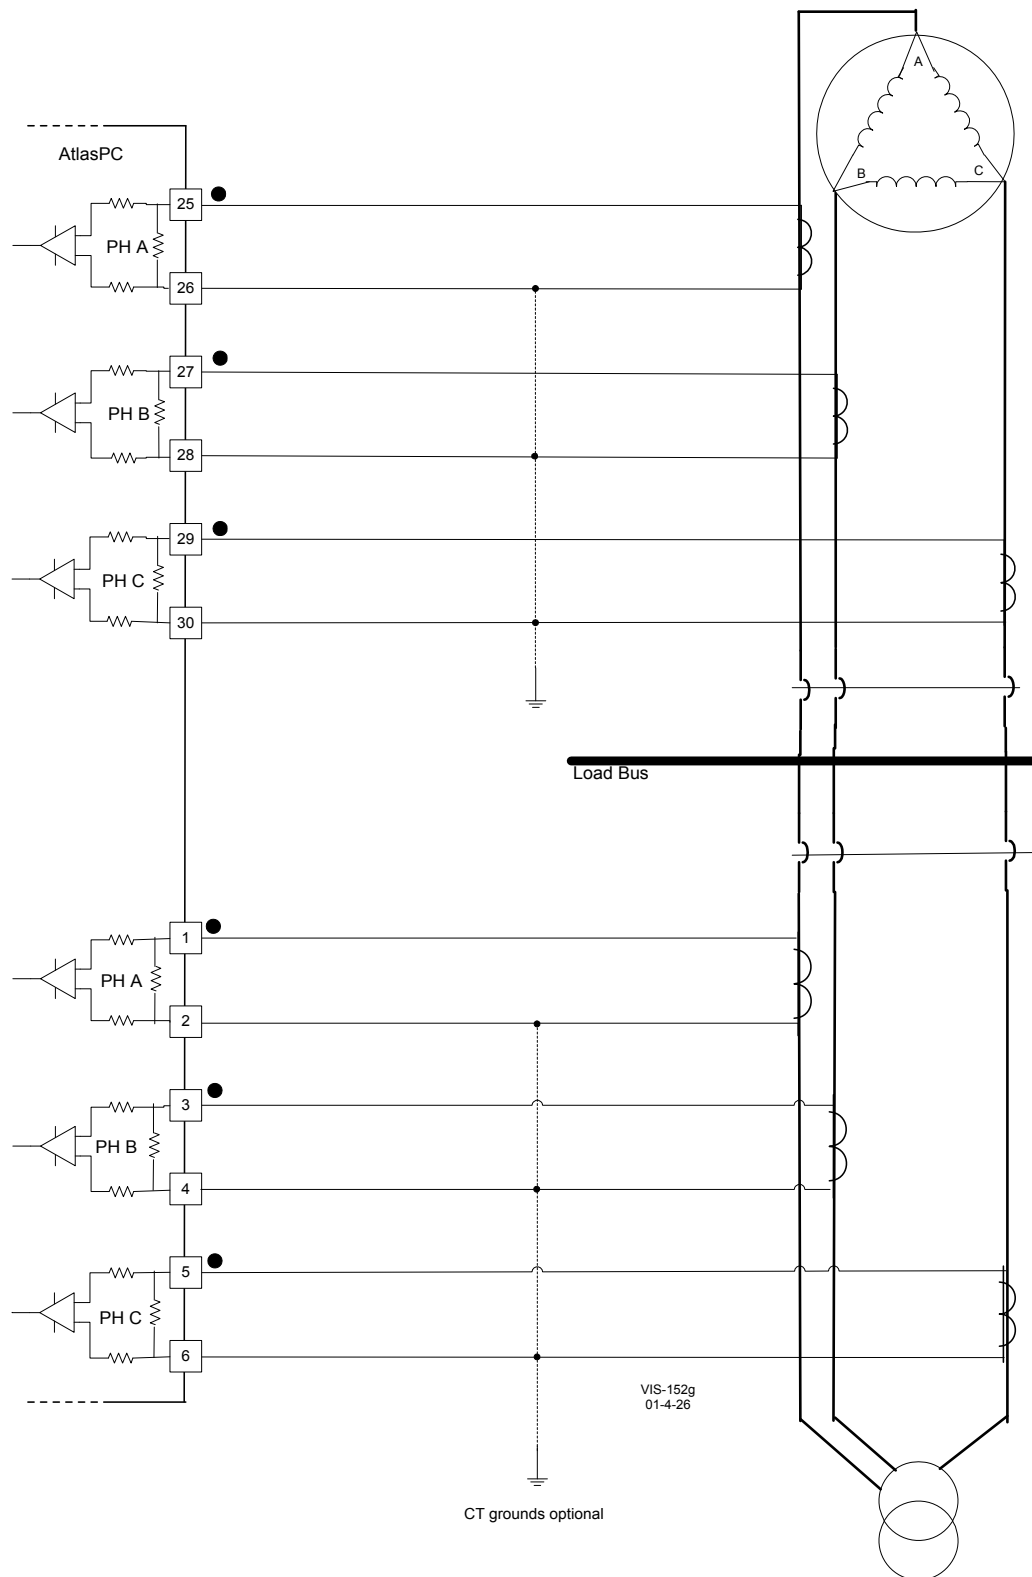 A
AtlasPC
B
C
25
PH A
26
27
PH B
28
29
PH C
30
Load Bus
1
PH A
2
3
PH B
4
5
PH C
6
VIS-152g
01-4-26
CT grounds optional